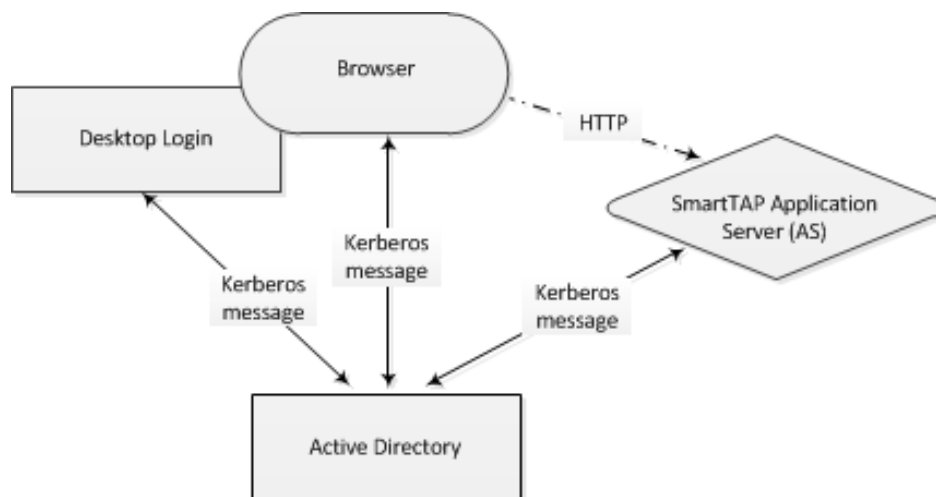 Browser
Desktop Login
HTTP
SmartTAP Application
Server (AS)
Kerberos
message
Kerberos
message
Kerberos
message
Active Directory